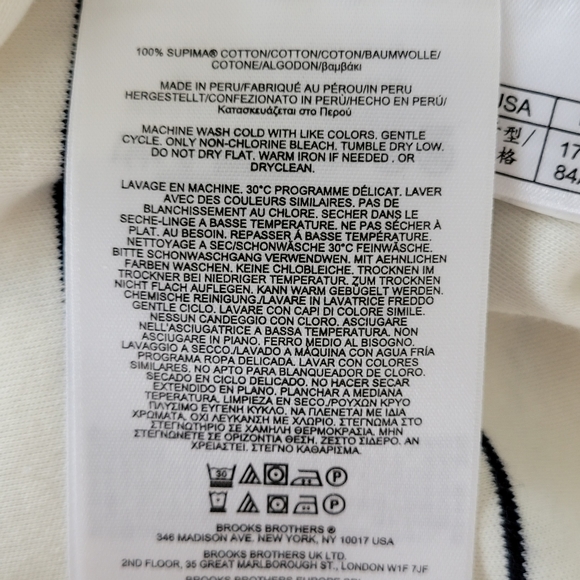 100% SUPIMA® COTTON/COTTON/COTON/BAUMWOLLE/
COTONE/ALGODON/βαμβάκι
MADE IN PERU/FABRIQUÉ AU PÉROU/IN PERU
HERGESTELLT/CONFEZIONATO IN PERÙ/HECHO EN PERÚ/
Κατασκευάζεται στο Περού
MACHINE WASH COLD WITH LIKE COLORS. GENTLE
CYCLE. ONLY NON-CHLORINE BLEACH. TUMBLE DRY LOW.
DO NOT DRY FLAT. WARM IRON IF NEEDED . OR
DRYCLEAN.
LAVAGE EN MACHINE. 30°C PROGRAMME DÉLICAT. LAVER
AVEC DES COULEURS SIMILAIRES. PAS DE
BLANCHISSEMENT AU CHLORE. SECHER DANS LE
SECHE-LINGE A BASSE TEMPERATURE. NE PAS SÉCHER À
PLAT. AU BESOIN. REPASSER Á BASSE TEMPÉRATURE.
NETTOYAGE A SEC/SCHONWÄSCHE 30°C FEINWÄSCHE.
BITTE SCHONWASCHGANG VERWENDWEN. MIT AEHNLICHEN
FARBEN WASCHEN. KEINE CHLOBLEICHE. TROCKNEN IM
TROCKNER BEI NIEDRIGER TEMPERATUR. ZUM TROCKNEN
NICHT FLACH AUFLEGEN. KANN WARM GEBÜGELT WERDEN.
CHEMISCHE REINIGUNG./LAVARE IN LAVATRICE FREDDO
GENTLE CICLO. LAVARE CON CAPI DI COLORE SIMILE.
NESSUN CANDEGGIO CON CLORO. ASCIUGARE
NELL'ASCIUGATRICE A BASSA TEMPERATURA. NON
ASCIUGARE IN PIANO. FERRO MEDIO AL BISOGNO.
LAVAGGIO A SECCO./LAVADO A MÁQUINA CON AGUA FRÍA
PROGRAMA ROPA DELICADA. LAVAR CON COLORES
SIMILARES, NO APTO PARA BLANQUEADOR DE CLORO.
SECADO EN CICLO DELICADO. NO HACER SECAR
EXTENDIDO EN PLANO. PLANCHAR A MEDIANA
TEPERATURA. LIMPIEZA EN SECO./ΡΟΥΧΩΝ ΚΡΥΟ
ΠΛΥΣΙΜΟ ΕΥΓΕΝΗ ΚΥΚΛΟ. ΝΑ ΠΛΕΝΕΤΑΙ ΜΕ ΙΔΙΑ
ΧΡΩΜΑΤΑ, ΟΧΙ ΛΕΥΚΑΝΣΗ ΜΕ ΧΛΩΡΙΟ. ΣΤΕΓΝΩΜΑ ΣΤΟ
ΣΤΕΓΝΩΤΗΡΙΟ ΣΕ ΧΑΜΗΛΗ ΘΕΡΜΟΚΡΑΣΙΑ. ΜΗΝ
ΣΤΕΓΝΩΝΕΤΕ ΣΕ ΟΡΙΖΟΝΤΙΑ ΘΕΣΗ. ΖΕΣΤΟ ΣΙΔΕΡΟ. ΑΝ
ΧΡΕΙΑΣΤΕΙ. ΣΤΕΓΝΟ ΚΑΘΑΡΙΣΜΑ.
30 P
P
BROOKS BROTHERS ®
346 MADISON AVE. NEW YORK, NY 10017 USA
BROOKS BROTHERS UK LTD.
2ND FLOOR, 35 GREAT MARLBOROUGH ST., LONDON W1F 7JF
BROOKS BROTHERS EUROPE
USA
型/
格
17
84